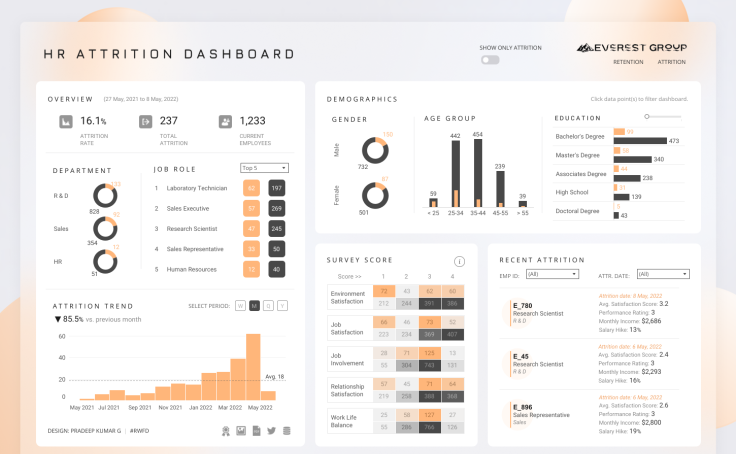 HR ATTRITION DASHBOARD
SHOW ONLY ATTRITION
EVEREST GROUP
RETENTION ATTRITION
OVERVIEW (27 May, 2021 to 8 May, 2022)
16.1% 237 1,233
ATTRITION RATE
TOTAL ATTRITION
CURRENT EMPLOYEES
DEPARTMENT
R & D
828
Sales 92
354
HR 12
51
JOB ROLE Top 5
1 Laboratory Technician 62 197
2 Sales Executive 57 269
3 Research Scientist 47 245
4 Sales Representative 33 50
5 Human Resources 12 40
ATTRITION TREND
SELECT PERIOD: W M Q Y
▼ 85.5% vs. previous month
60
40
20
0
Avg. 18
May 2021 Jul 2021 Sep 2021 Nov 2021 Jan 2022 Mar 2022 May 2022
DESIGN: PRADEEP KUMAR G | #RWFD
DEMOGRAPHICS
Click data point(s) to filter dashboard.
GENDER
Male
150
732
Female
87
501
AGE GROUP
59 442 454 239 39
< 25 25-34 35-44 45-55 > 55
EDUCATION
Bachelor's Degree 473
Master's Degree 58 340
Associates Degree 44 238
High School 31 139
Doctoral Degree 43
SURVEY SCORE
Score >> 1 2 3 4
Environment Satisfaction
72 43 62 60
212 244 391 386
Job Satisfaction
66 46 73 52
223 234 369 407
Job Involvement
28 71 125 13
55 304 743 131
Relationship Satisfaction
57 45 71 64
219 258 388 368
Work Life Balance
25 58 127 27
55 286 766 126
RECENT ATTRITION
EMP ID: (All) ATTR. DATE: (All)
E_780
Research Scientist
R & D
Attrition date: 8 May, 2022
Avg. Satisfaction Score: 3.2
Performance Rating: 3
Monthly Income: $2,686
Salary Hike: 13%
E_45
Research Scientist
R & D
Attrition date: 6 May, 2022
Avg. Satisfaction Score: 2.4
Performance Rating: 3
Monthly Income: $2,293
Salary Hike: 16%
E_896
Sales Representative
Sales
Attrition date: 6 May, 2022
Avg. Satisfaction Score: 2.6
Performance Rating: 3
Monthly Income: $2,800
Salary Hike: 19%